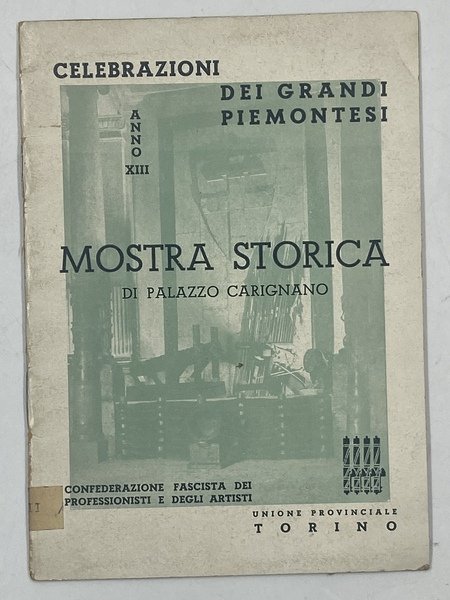 CELEBRAZIONI
DEI GRANDI
PIEMONTESI
ANNO
XIII
MOSTRA STORICA
DI PALAZZO CARIGNANO
CONFEDERAZIONE FASCISTA DEI
PROFESSIONISTI E DEGLI ARTISTI
UNIONE PROVINCIALE
TORINO